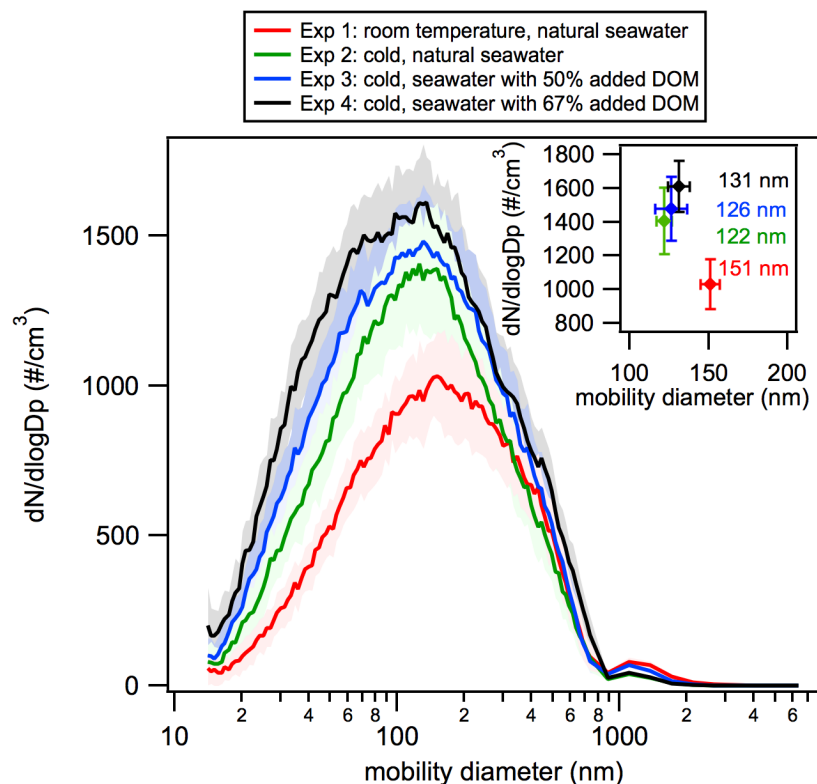 Exp 1: room temperature, natural seawater
Exp 2: cold, natural seawater
Exp 3: cold, seawater with 50% added DOM
Exp 4: cold, seawater with 67% added DOM
dN/dlogDp (#/cm³)
1500
1000
500
0
10
2
4
6
8
100
2
4
6
8
1000
2
4
6
mobility diameter (nm)
dN/dlogDp (#/cm³)
1800
1600
1400
1200
1000
800
131 nm
126 nm
122 nm
151 nm
100
150
200
mobility diameter (nm)